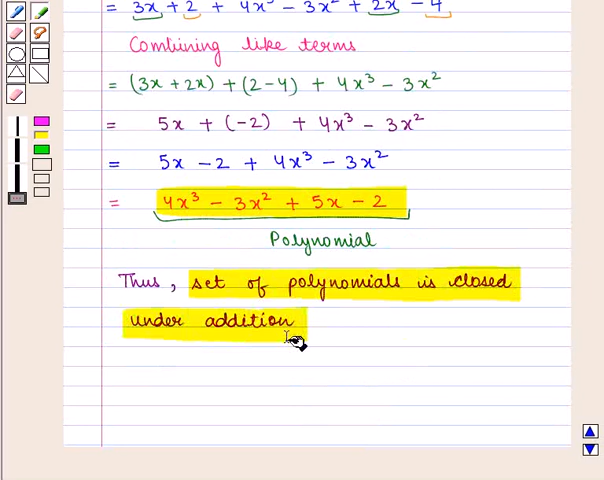 = 3x + 2 + 4x³ - 3x² + 2x - 4
Combining like terms
= (3x + 2x) + (2-4) + 4x³ - 3x²
= 5x + (-2) + 4x³ - 3x²
= 5x - 2 + 4x³ - 3x²
= 4x³ - 3x² + 5x - 2
Polynomial
Thus, set of polynomials is closed
under addition